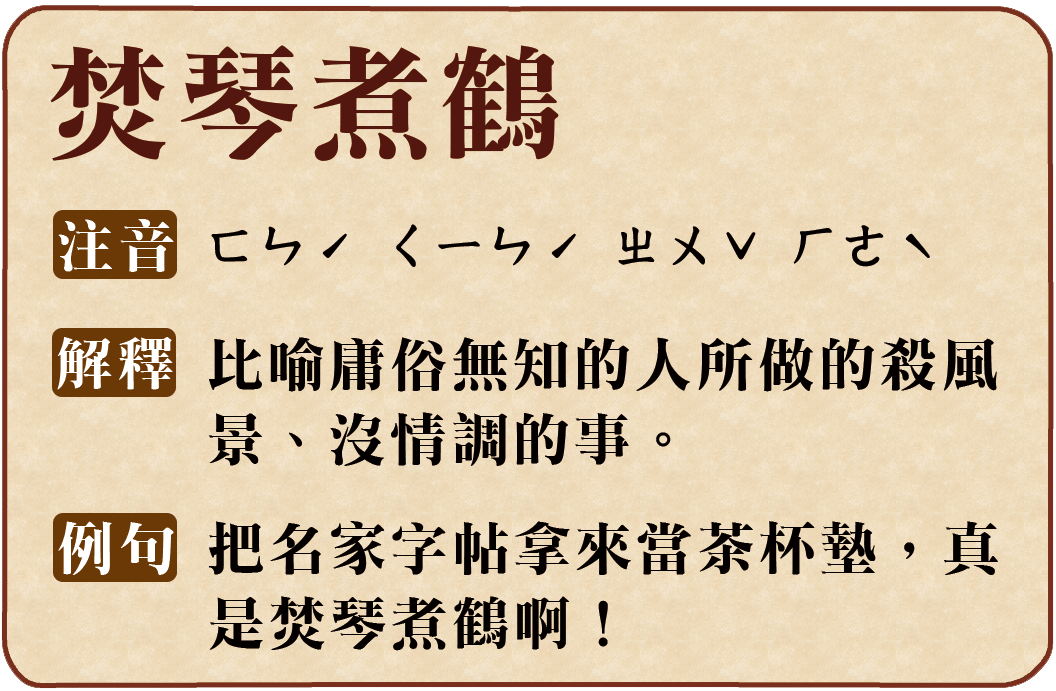 焚琴煮鶴
注音 ㄈㄣˊ ㄑㄧㄣˊ ㄓㄨˇ ㄏㄜˋ
解釋 比喻庸俗無知的人所做的殺風
景、沒情調的事。
例句 把名家字帖拿來當茶杯墊，真
是焚琴煮鶴啊！